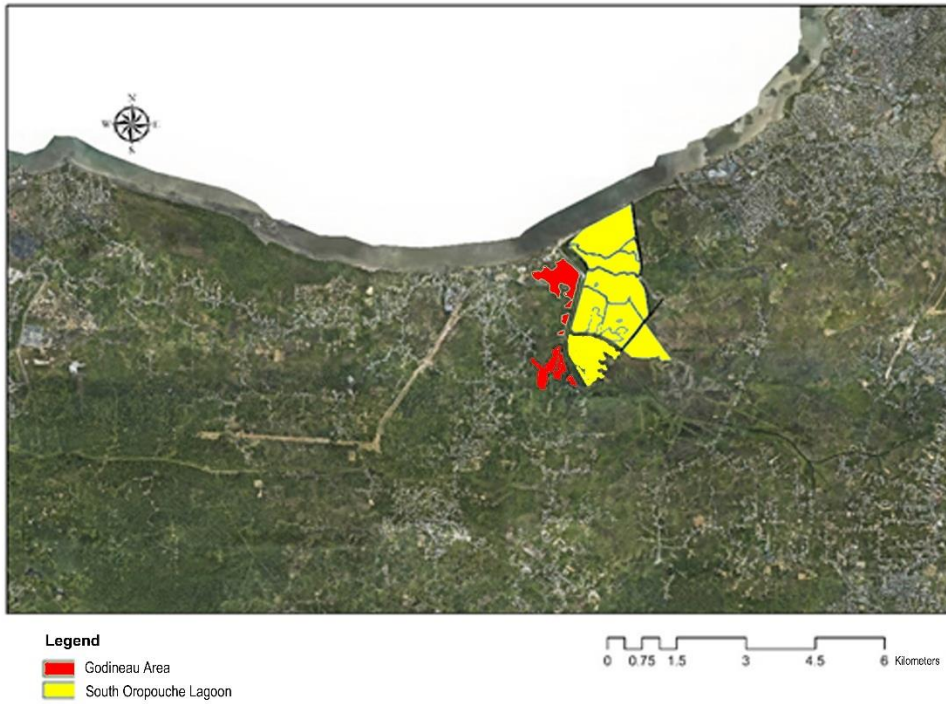 N
W E
S
Legend
Godineau Area
South Oropouche Lagoon
0 0.75 1.5 3 4.5 6 Kilometers